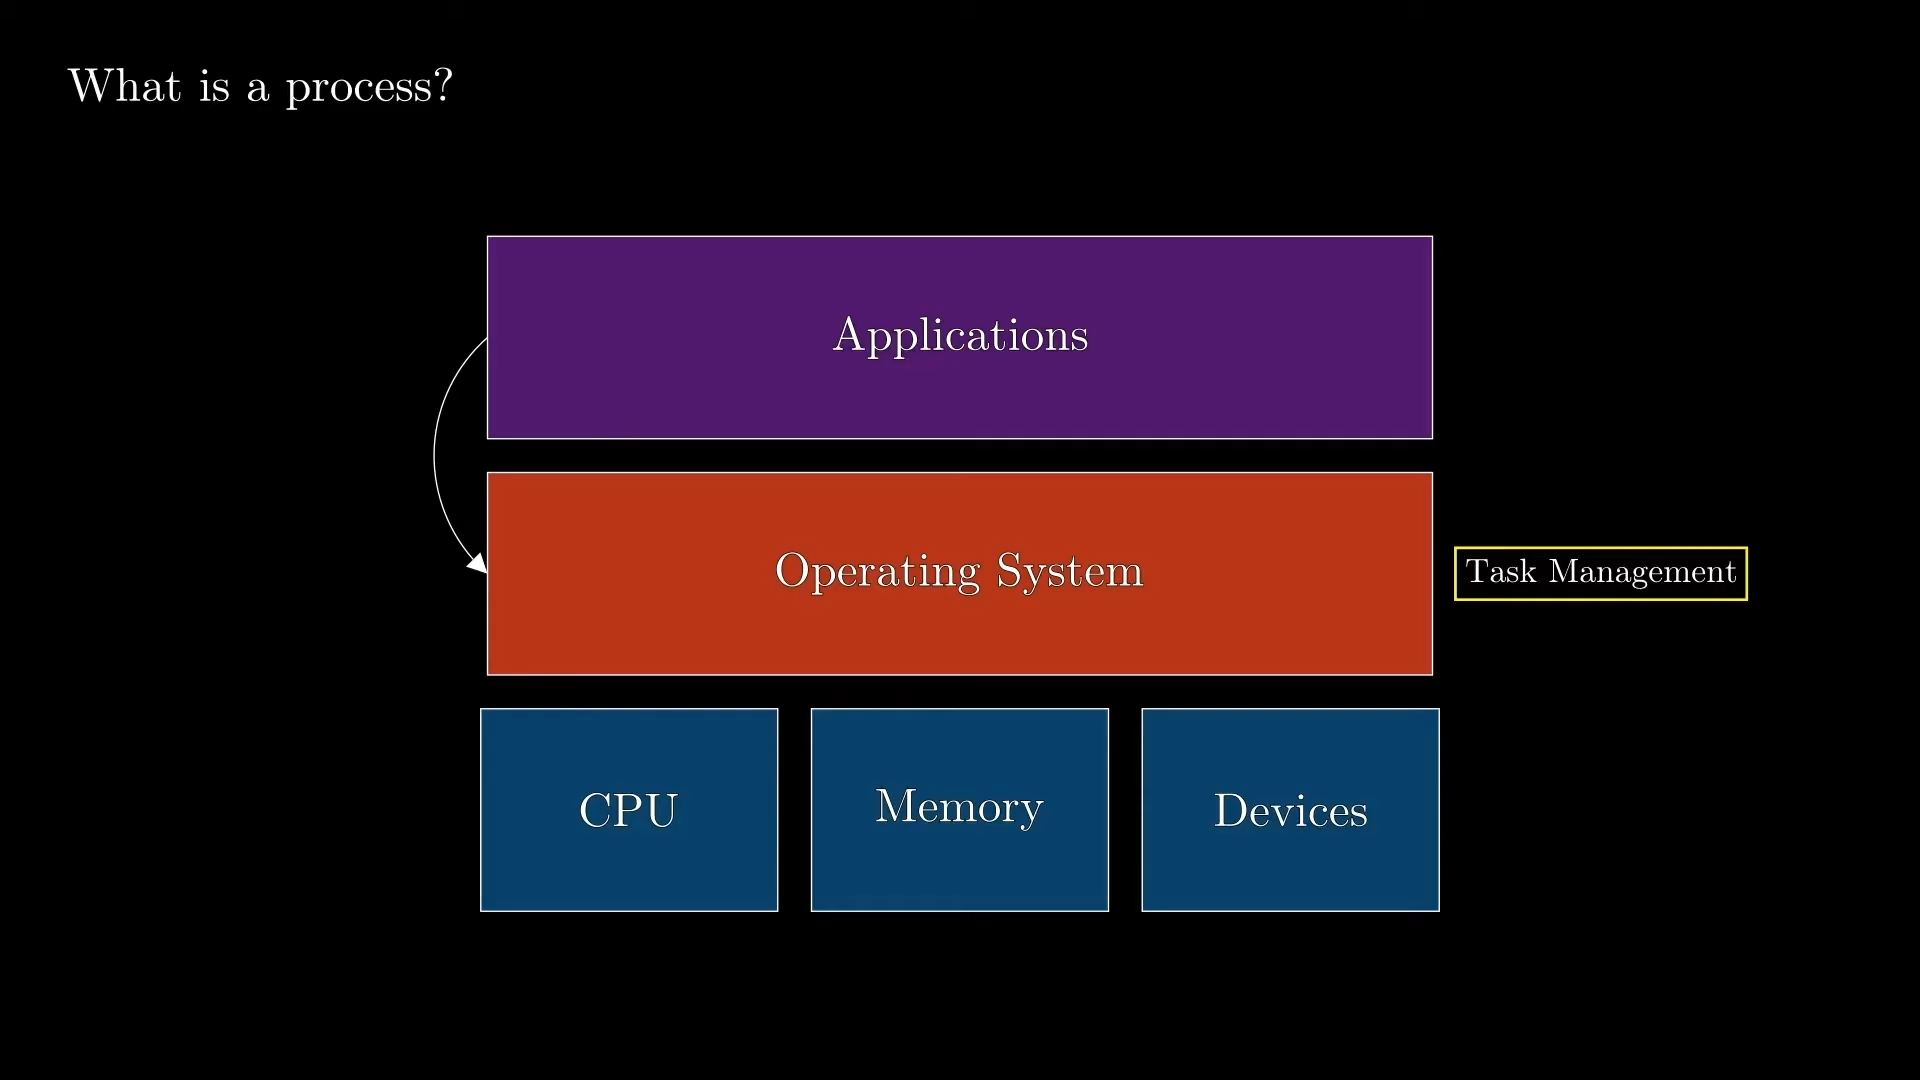 What is a process?
Applications
Operating System
Task Management
CPU
Memory
Devices